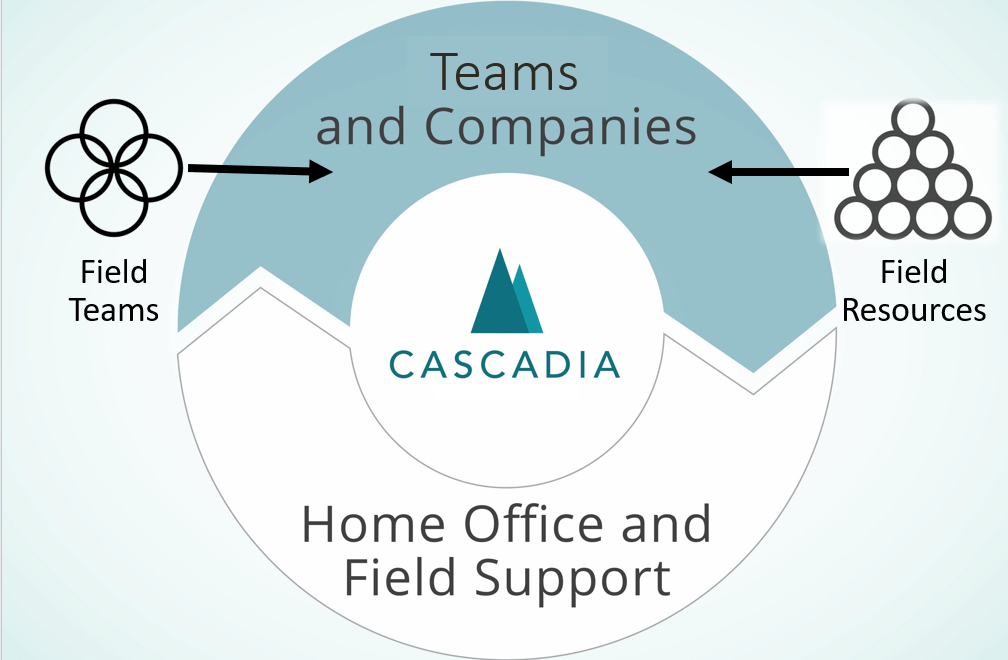 Teams
and Companies
Field
Teams
Field
Resources
CASCADIA
Home Office and
Field Support